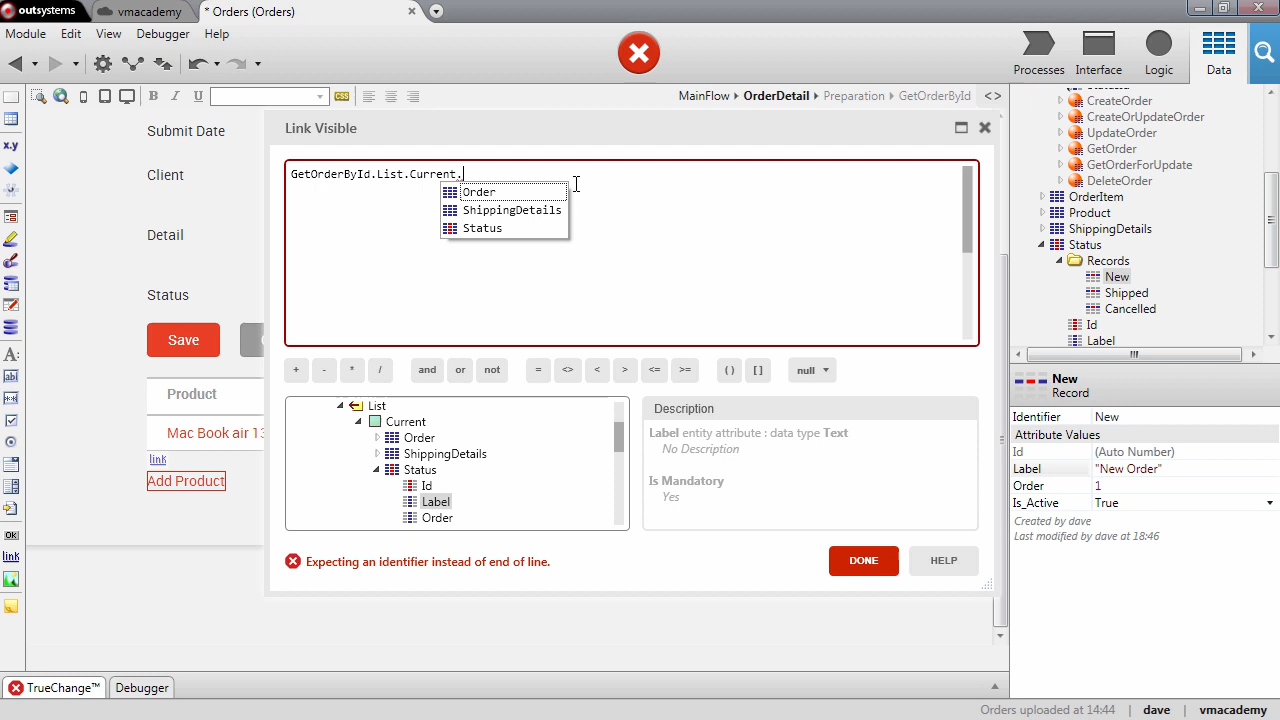 outsystems
vmacademy
* Orders (Orders)
Module Edit View Debugger Help
Processes Interface Logic Data
B I U
CSS
MainFlow OrderDetail Preparation GetOrderById <>
Submit Date
Client
Detail
Status
Save
Product
Mac Book air 13
link
Add Product
x.y
OK
link
Link Visible
GetOrderById.List.Current.
Order
ShippingDetails
Status
+ - * / and or not = <> < > <= >= ( ) [ ] null
List
Current
Order
ShippingDetails
Status
Id
Label
Order
Description
Label entity attribute : data type Text
No Description
Is Mandatory
Yes
Expecting an identifier instead of end of line.
DONE HELP
CreateOrder
CreateOrUpdateOrder
UpdateOrder
GetOrder
GetOrderForUpdate
DeleteOrder
OrderItem
Product
ShippingDetails
Status
Records
New
Shipped
Cancelled
Id
Label
New
Record
Identifier New
Attribute Values
Id (Auto Number)
Label "New Order"
Order 1
Is_Active True
Created by dave
Last modified by dave at 18:46
TrueChange™ Debugger
Orders uploaded at 14:44 dave vmacademy